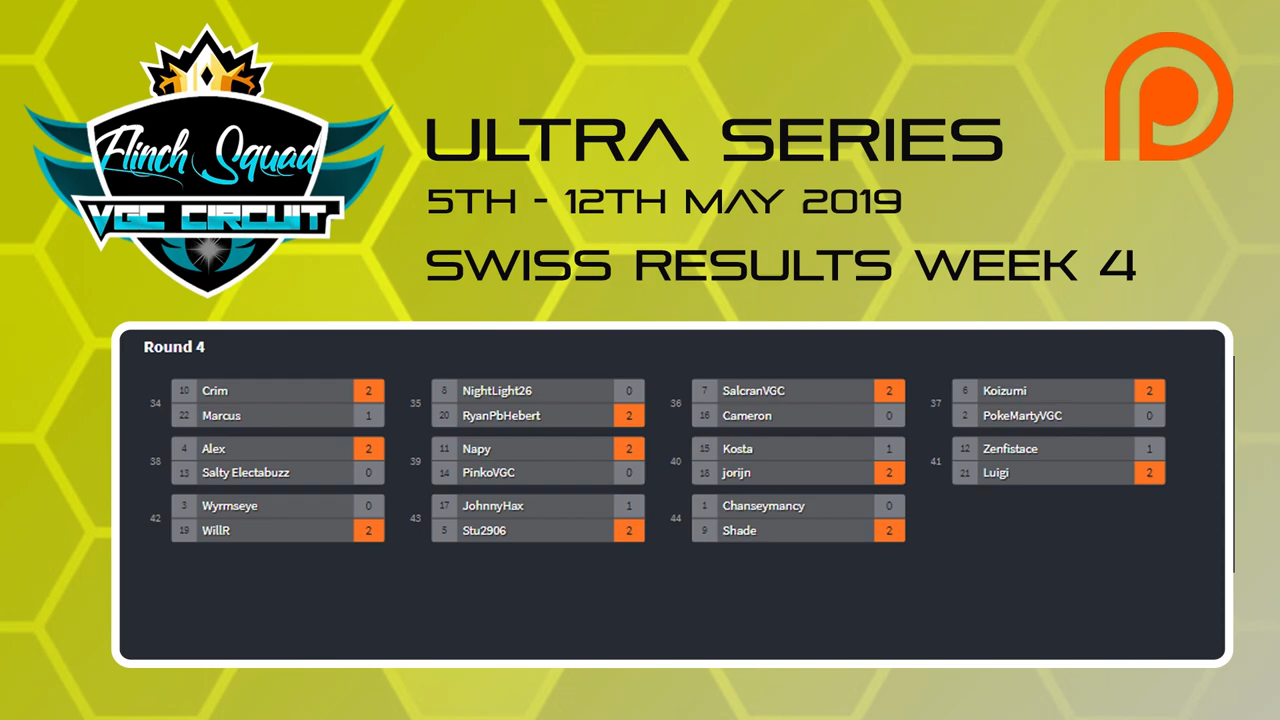 Flinch Squad
VGC CIRCUIT
ULTRA SERIES
5TH - 12TH MAY 2019
SWISS RESULTS WEEK 4
Round 4
34
10 Crim 2
22 Marcus 1
35
8 NightLight26 0
20 RyanPbHebert 2
36
7 SalcranVGC 2
16 Cameron 0
37
6 Koizumi 2
2 PokeMartyVGC 0
38
4 Alex 2
13 Salty Electabuzz 0
39
11 Napy 2
14 PinkoVGC 0
40
15 Kosta 1
18 jorijn 2
41
12 Zenfistace 1
21 Luigi 2
42
3 Wyrmseye 0
19 WillR 2
43
17 JohnnyHax 1
5 Stu2906 2
44
1 Chanseymancy 0
9 Shade 2